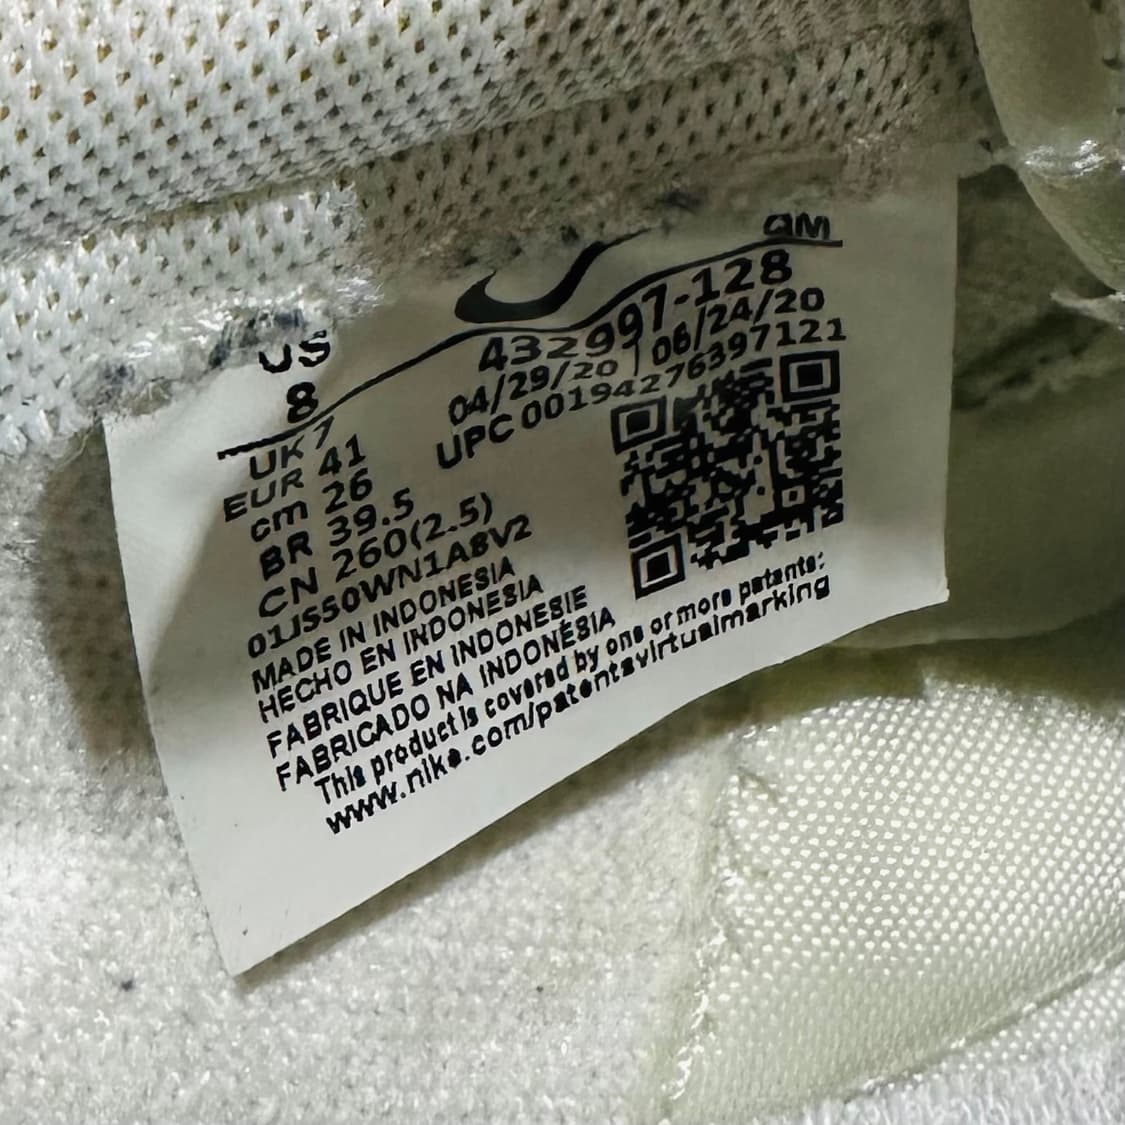 QM
US
8
432997-128
04/29/20 | 06/24/20
UPC 00194276397121
UK 7
EUR 41
cm 26
BR 39.5
CN 260(2.5)
01JS50WN1A8V2
MADE IN INDONESIA
HECHO EN INDONESIA
FABRIQUE EN INDONESIE
FABRICADO NA INDONÉSIA
This product is covered by one or more patents:
www.nike.com/patentsvirtualmarking